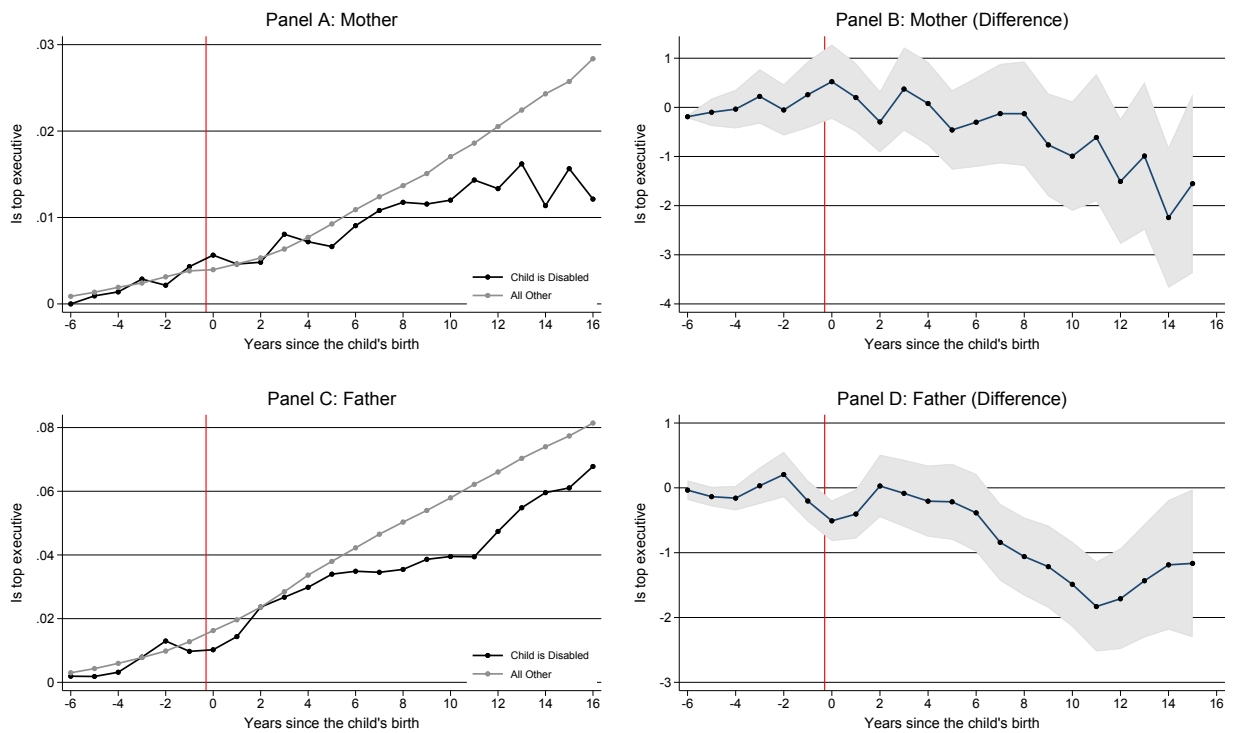 Panel A: Mother
Is top executive
.03
.02
.01
0
Child is Disabled
All Other
-6 -4 -2 0 2 4 6 8 10 12 14 16
Years since the child's birth
Panel B: Mother (Difference)
Is top executive
1
0
-1
-2
-3
-4
-6 -4 -2 0 2 4 6 8 10 12 14 16
Years since the child's birth
Panel C: Father
Is top executive
.08
.06
.04
.02
0
Child is Disabled
All Other
-6 -4 -2 0 2 4 6 8 10 12 14 16
Years since the child's birth
Panel D: Father (Difference)
Is top executive
1
0
-1
-2
-3
-6 -4 -2 0 2 4 6 8 10 12 14 16
Years since the child's birth